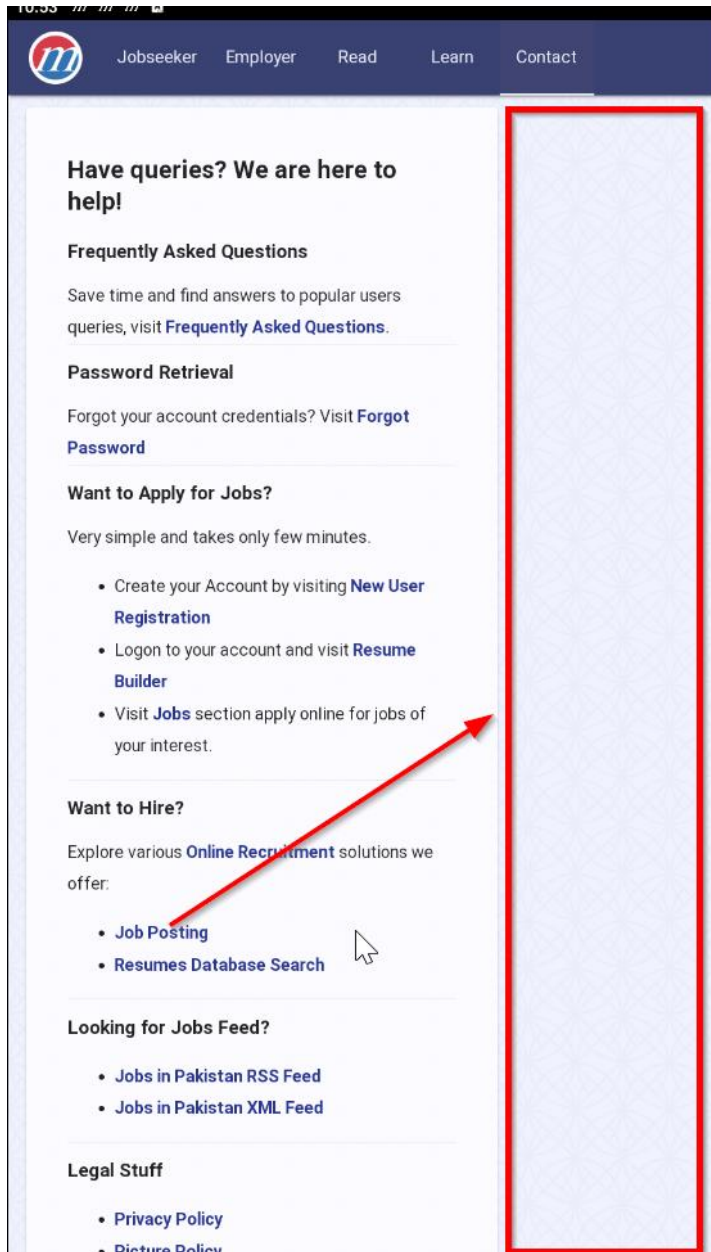 10:53 m m m
m
Jobseeker Employer Read Learn Contact
Have queries? We are here to
help!
Frequently Asked Questions
Save time and find answers to popular users
queries, visit Frequently Asked Questions.
Password Retrieval
Forgot your account credentials? Visit Forgot
Password
Want to Apply for Jobs?
Very simple and takes only few minutes.
• Create your Account by visiting New User
Registration
• Logon to your account and visit Resume
Builder
• Visit Jobs section apply online for jobs of
your interest.
Want to Hire?
Explore various Online Recruitment solutions we
offer:
• Job Posting
• Resumes Database Search
Looking for Jobs Feed?
• Jobs in Pakistan RSS Feed
• Jobs in Pakistan XML Feed
Legal Stuff
• Privacy Policy
• Picture Policy